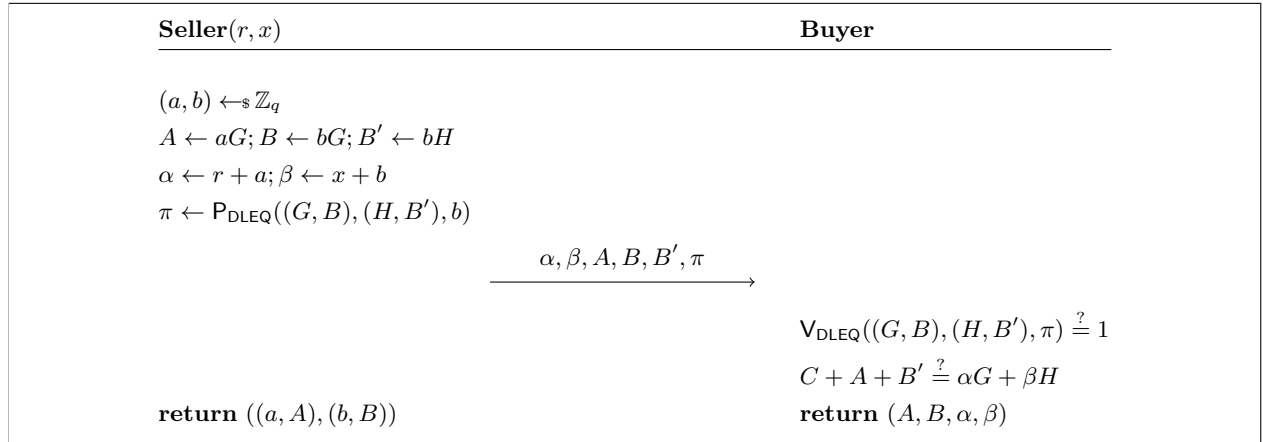 Seller(r, x) Buyer
(a, b) ←$ ℤ_q
A ← aG; B ← bG; B′ ← bH
α ← r + a; β ← x + b
π ← P_DLEQ((G, B), (H, B′), b)
α, β, A, B, B′, π
V_DLEQ((G, B), (H, B′), π) ≟ 1
C + A + B′ ≟ αG + βH
return ((a, A), (b, B)) return (A, B, α, β)